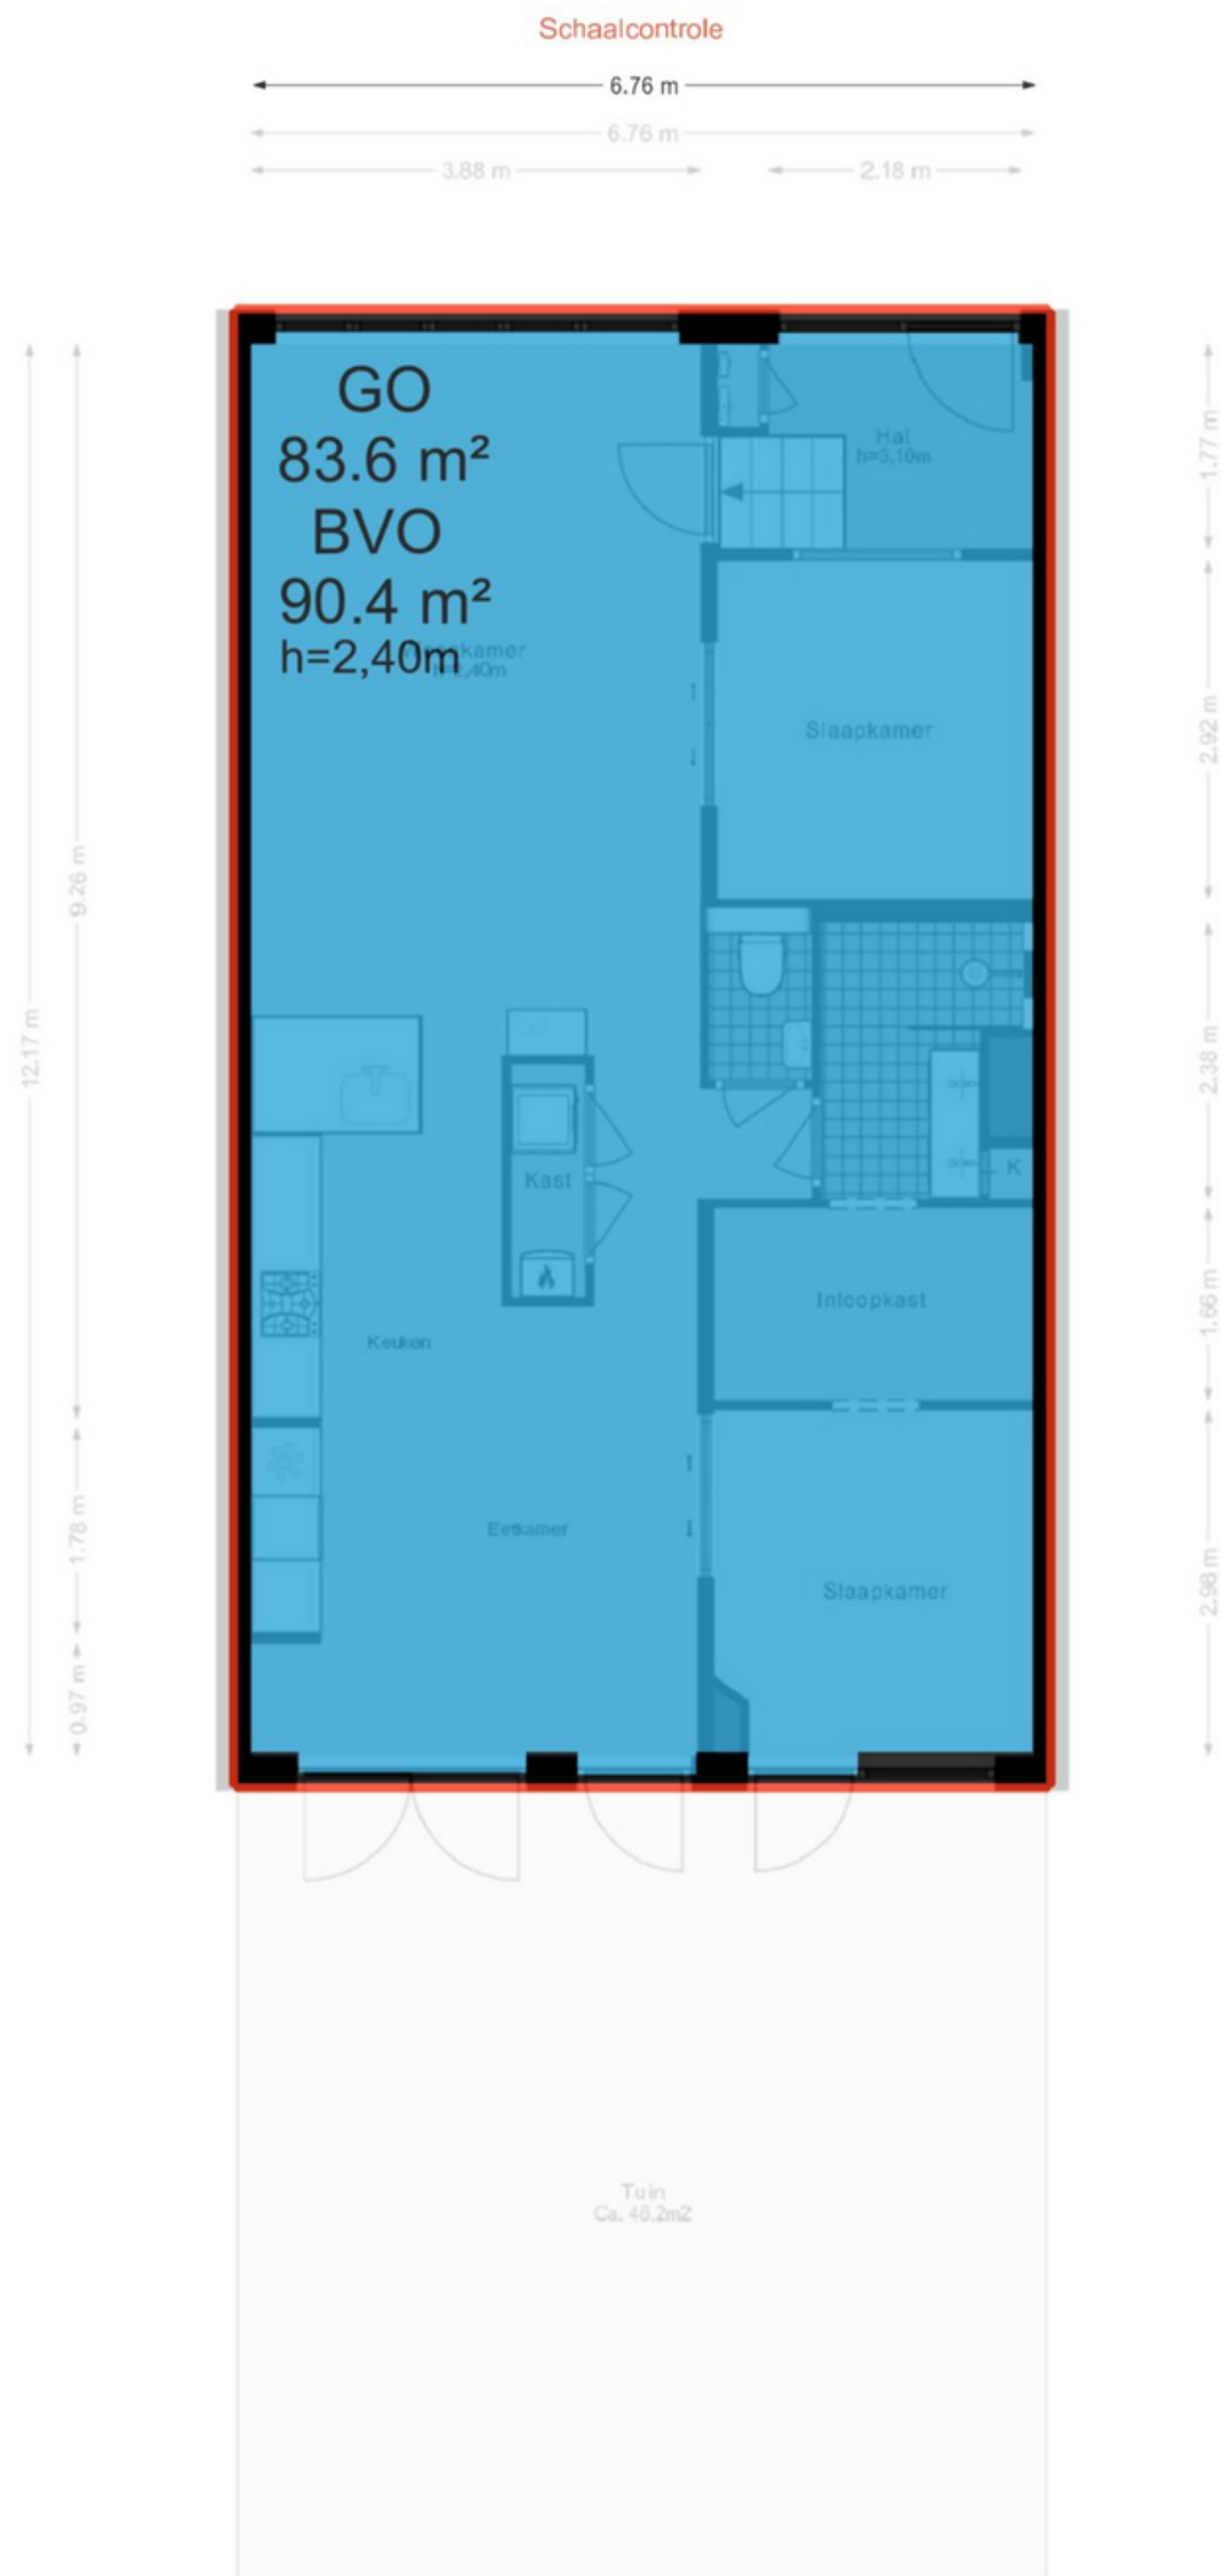 Schaalcontrole
6.76 m
6.76 m
3.88 m
2.18 m
GO
83.6 m²
BVO
90.4 m²
h=2,40m
h=2,40m
Hal
h=3,10m
Slaapkamer
Kast
K
Inloopkast
Keuken
Eetkamer
Slaapkamer
12.17 m
9.26 m
1.78 m
0.97 m
1.77 m
2.92 m
2.38 m
1.66 m
2.98 m
Tuin
Ca. 48.2m2